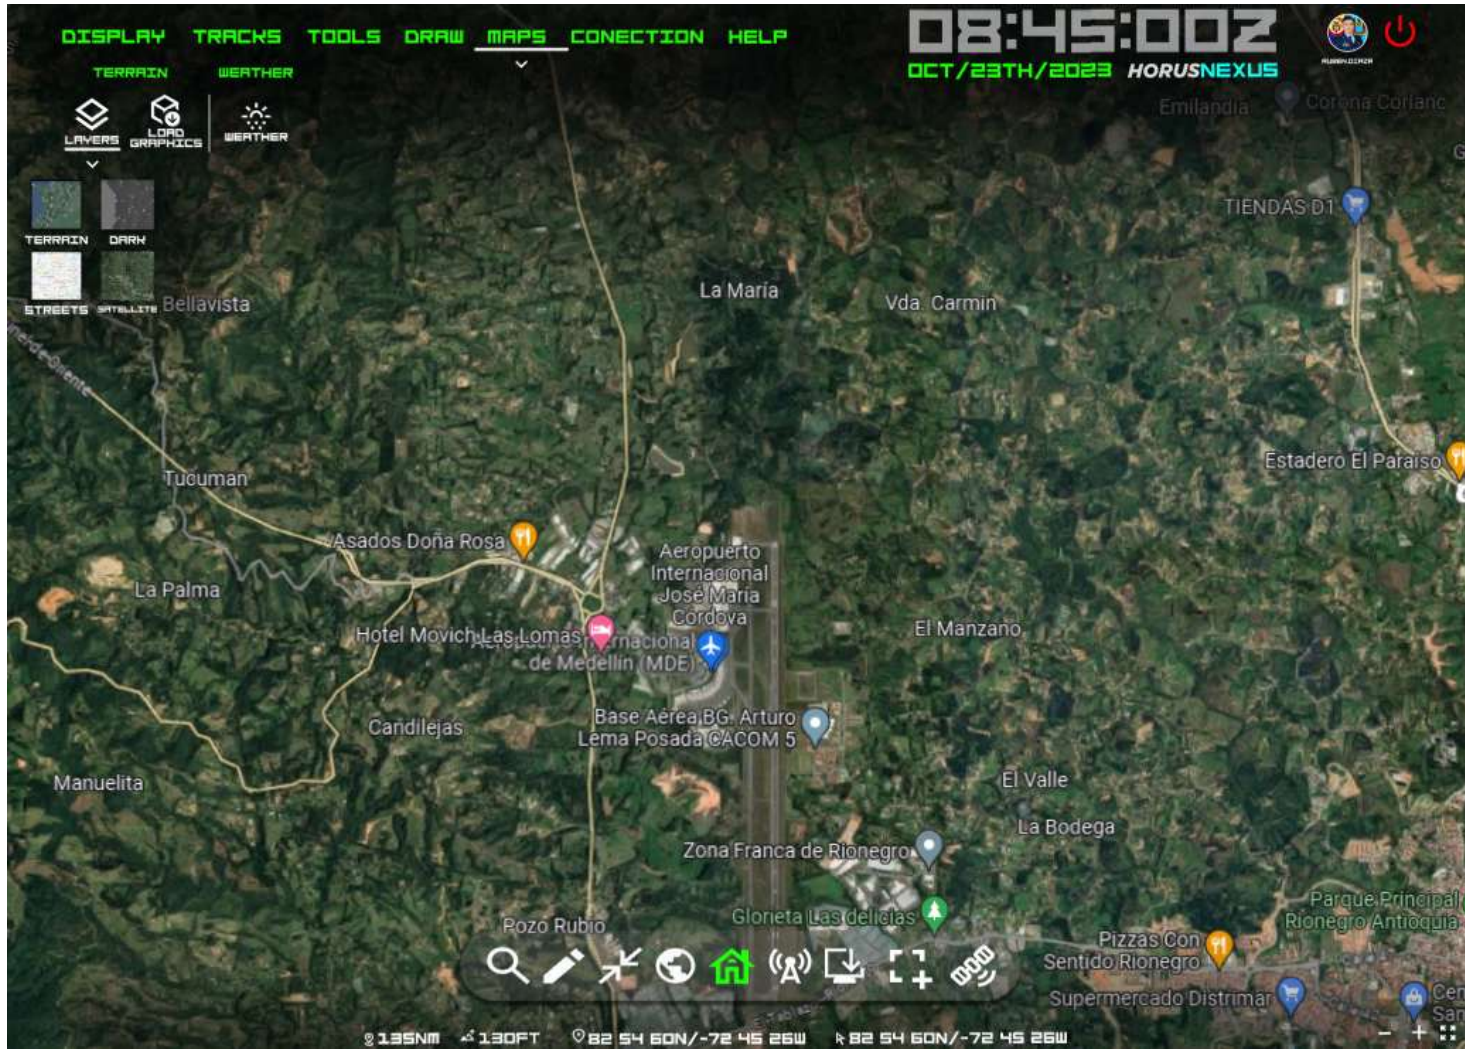 DISPLAY TRACKS TOOLS DRAW MAPS CONECTION HELP
08:45:00Z
OCT/23TH/2023 HORUSNEXUS
TERRAIN WEATHER
LAYERS
LOAD
GRAPHICS
WEATHER
TERRAIN DARK
STREETS SATELLITE
Emilandia
Corona Corianc
TIENDAS D1
Bellavista
La María
Vda. Carmin
Estadero El Paraiso
Tucuman
Asados Doña Rosa
Aeropuerto
Internacional
José María
Córdova
La Palma
Hotel Movich Las Lomas
de Medellín (MDE)
El Manzano
Base Aérea BG. Arturo
Lema Posada CACOM 5
Candilejas
Manuelita
El Valle
La Bodega
Zona Franca de Rionegro
Glorieta Las delicias
Parque Principal
Rionegro Antioquia
Pozo Rubio
Pizzas Con
Sentido Rionegro
Supermercado Distrimar
Cen
San
135NM 130FT 82 54 60N/-72 45 26W 82 54 60N/-72 45 26W